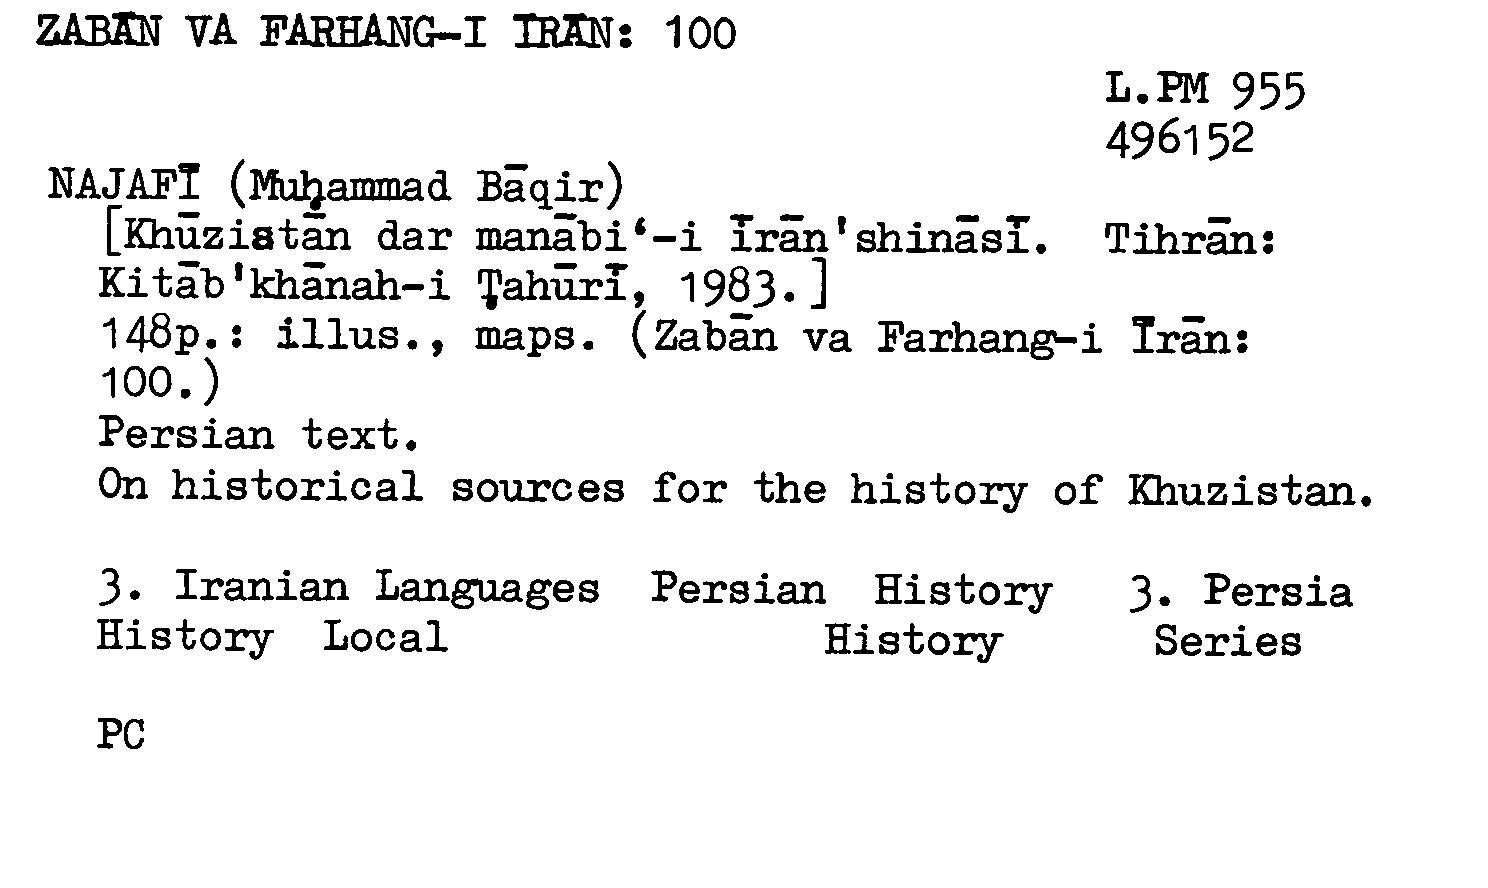 ZABĀN VA FARHANG-I ĪRĀN: 100
L.PM 955
496152
NAJAFĪ (Muḥammad Bāqir)
[Khūzistān dar manābi‘-i Īrān'shināsī. Tihrān:
Kitāb'khānah-i Ṭahūrī, 1983.]
148p.: illus., maps. (Zabān va Farhang-i Īrān:
100.)
Persian text.
On historical sources for the history of Khuzistan.
3. Iranian Languages Persian History 3. Persia
History Local History Series
PC